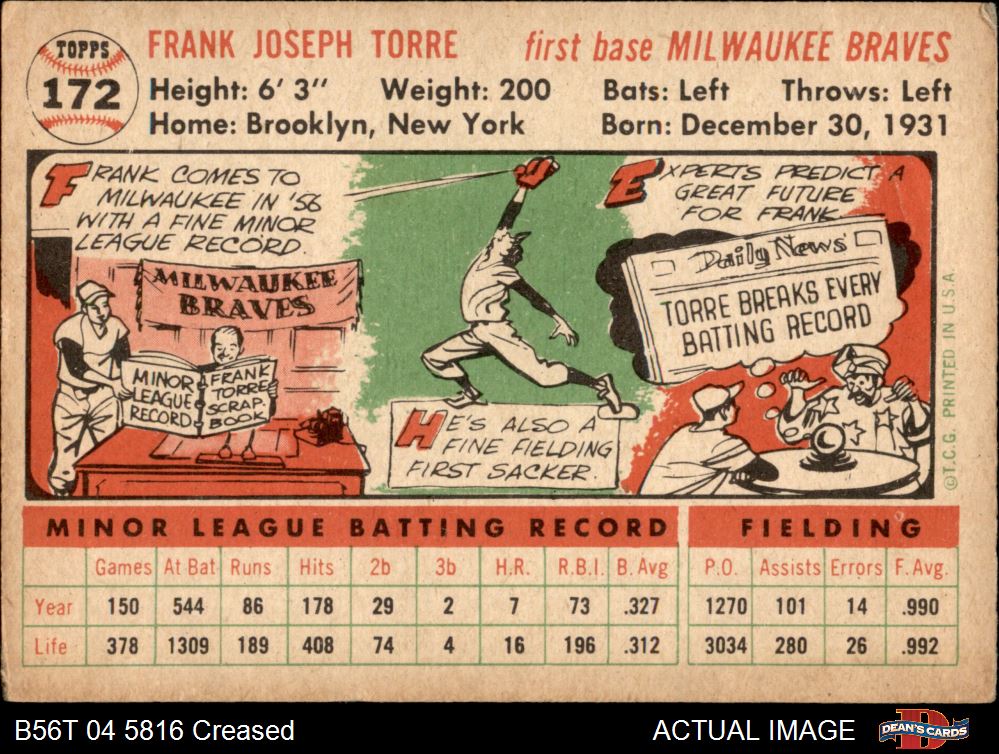 TOPPS
172
FRANK JOSEPH TORRE first base MILWAUKEE BRAVES
Height: 6' 3" Weight: 200 Bats: Left Throws: Left
Home: Brooklyn, New York Born: December 30, 1931
FRANK COMES TO
MILWAUKEE IN '56
WITH A FINE MINOR
LEAGUE RECORD.
MILWAUKEE
BRAVES
MINOR
LEAGUE
RECORD.
FRANK
TORRE
SCRAP
BOOK
HE'S ALSO A
FINE FIELDING
FIRST SACKER.
EXPERTS PREDICT A
GREAT FUTURE
FOR FRANK
Daily News
TORRE BREAKS EVERY
BATTING RECORD
©T.C.G. PRINTED IN U.S.A.
MINOR LEAGUE BATTING RECORD FIELDING
Games At Bat Runs Hits 2b 3b H.R. R.B.I. B. Avg P.O. Assists Errors F. Avg.
Year 150 544 86 178 29 2 7 73 .327 1270 101 14 .990
Life 378 1309 189 408 74 4 16 196 .312 3034 280 26 .992
B56T 04 5816 Creased ACTUAL IMAGE DEAN'S CARDS